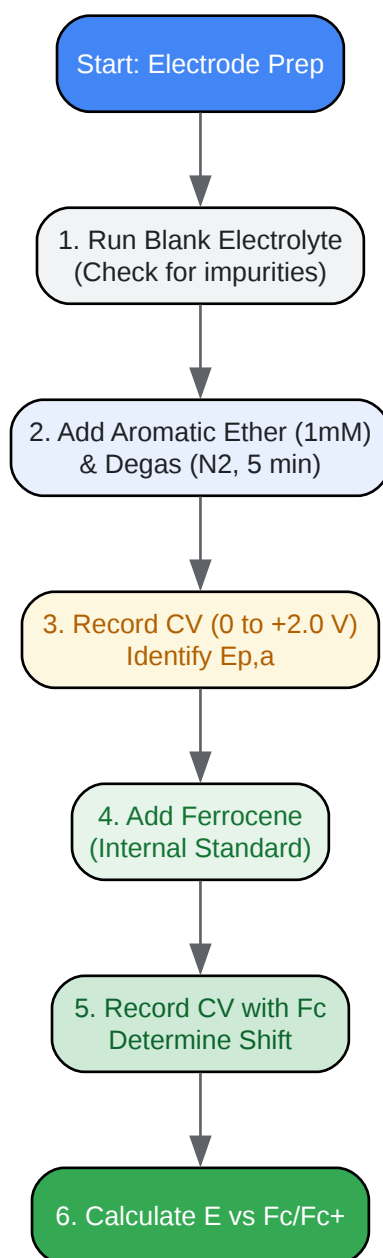 Start: Electrode Prep
1. Run Blank Electrolyte
(Check for impurities)
2. Add Aromatic Ether (1mM)
& Degas (N2, 5 min)
3. Record CV (0 to +2.0 V)
Identify Ep,a
4. Add Ferrocene
(Internal Standard)
5. Record CV with Fc
Determine Shift
6. Calculate E vs Fc/Fc+